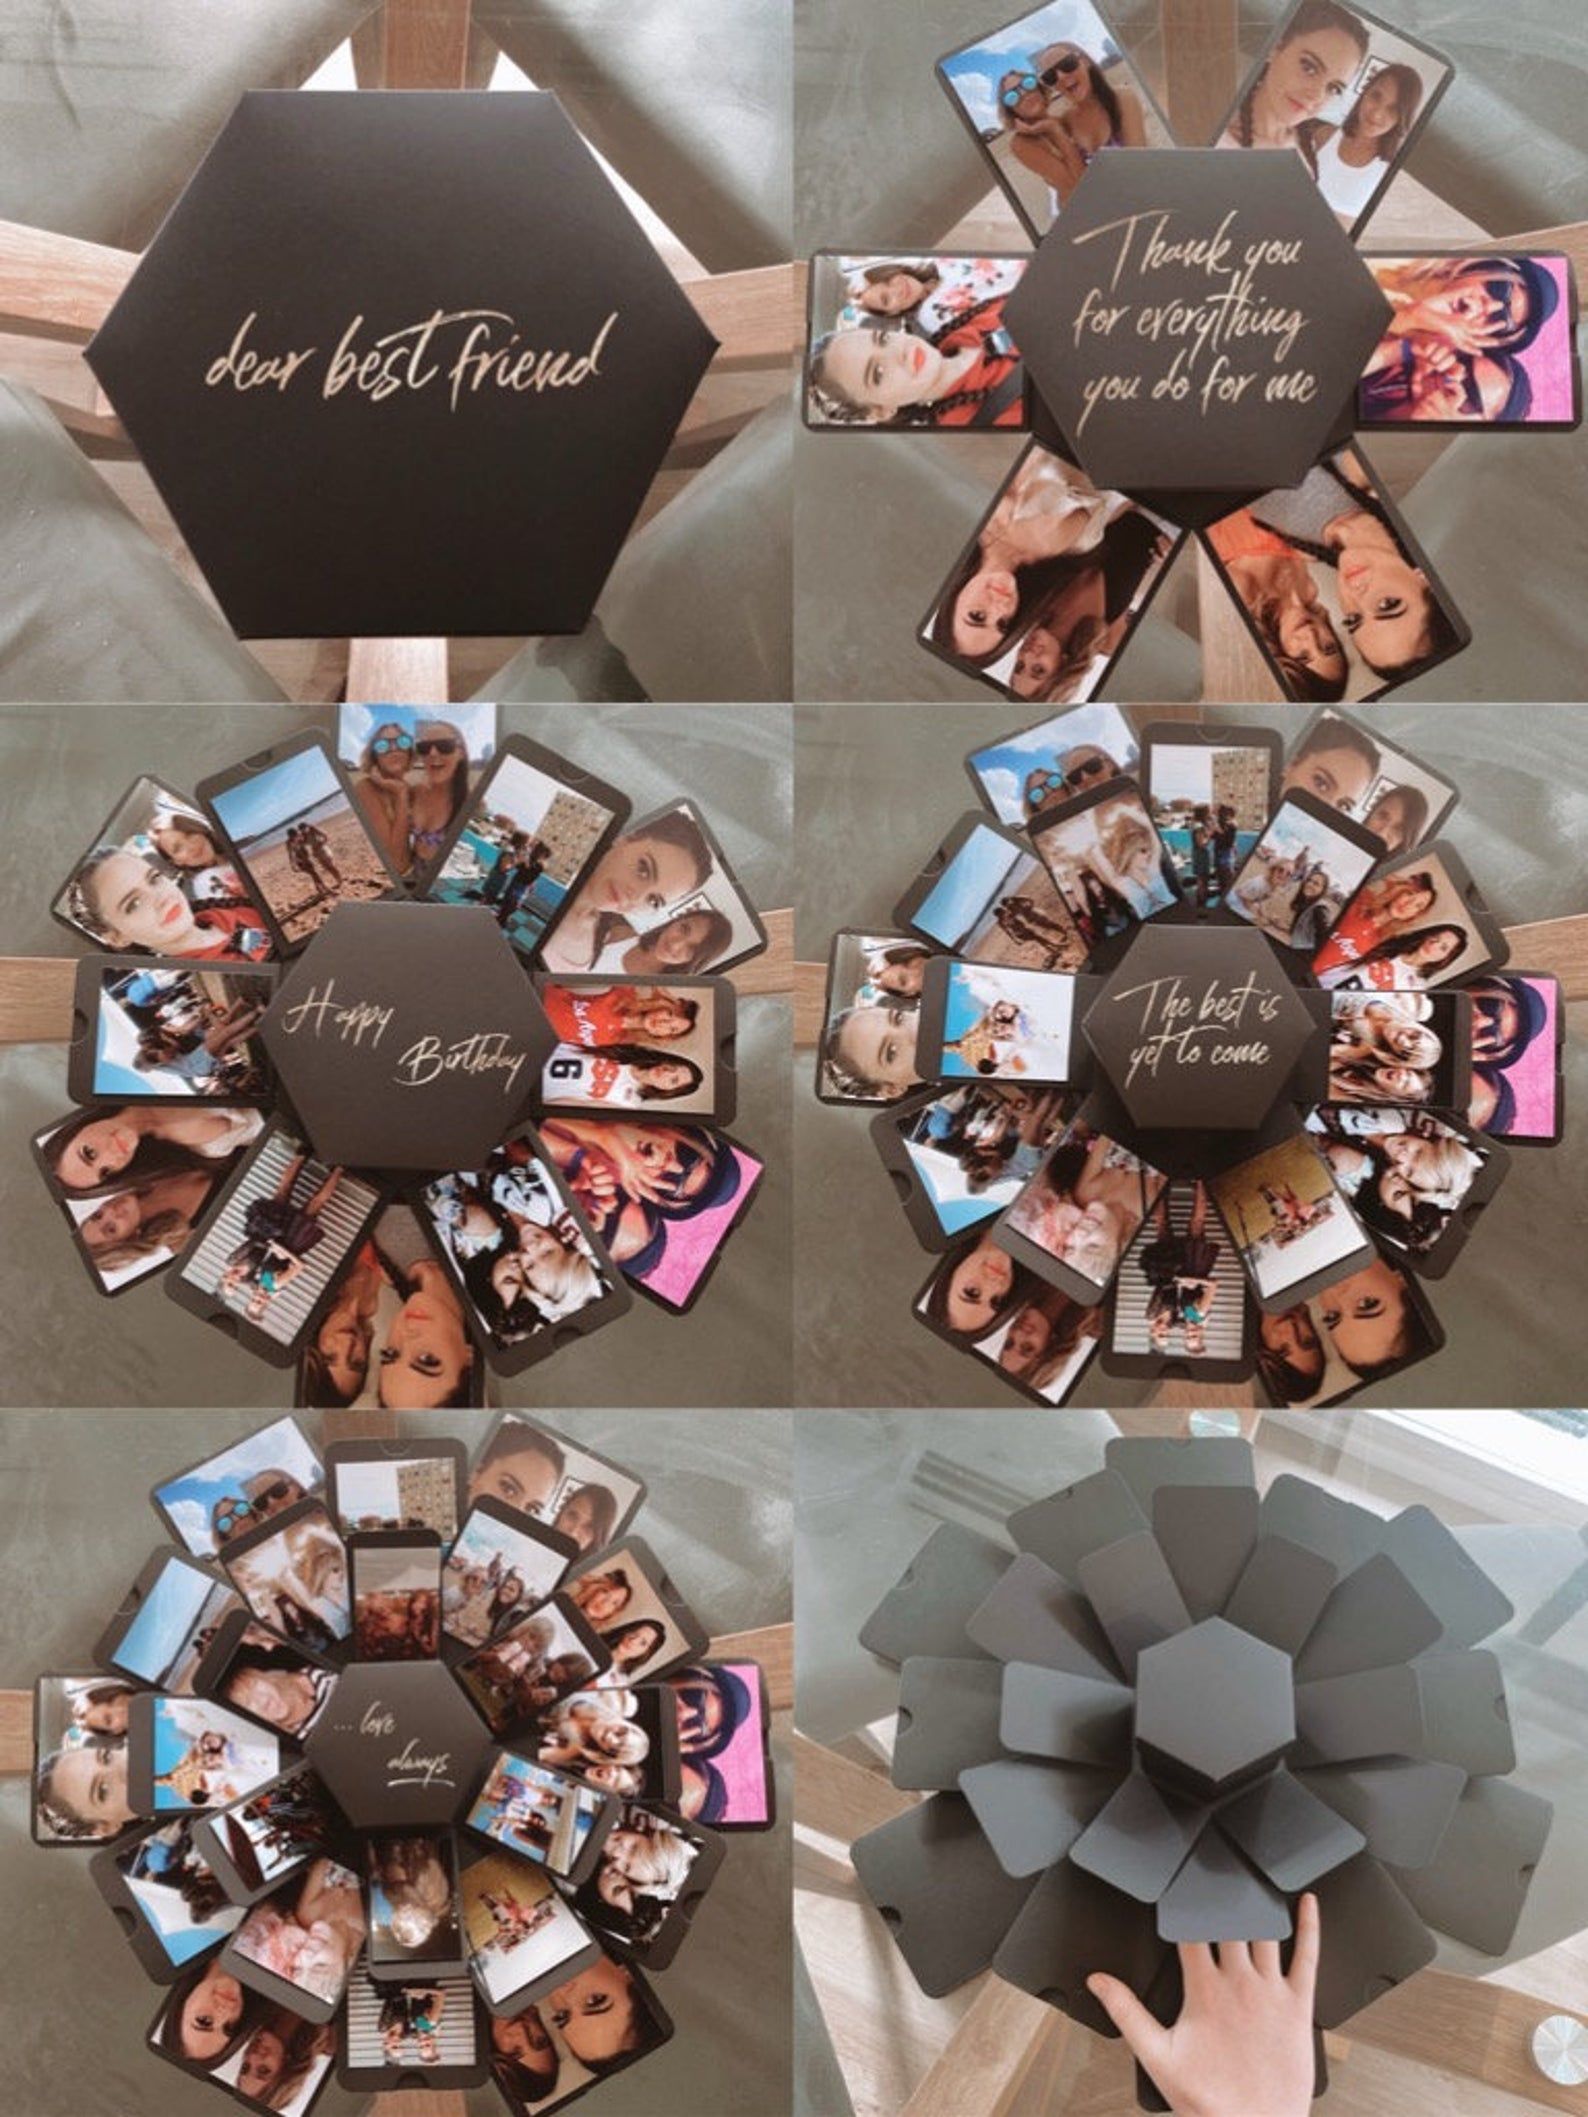 dear best friend
Thank you
for everything
you do for me
Happy
Birthday
6
The best is
yet to come
... love
always